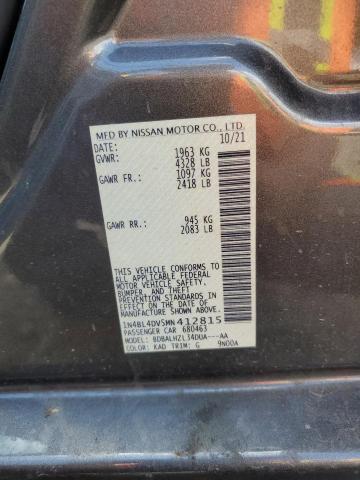 MFD BY NISSAN MOTOR CO., LTD.
DATE: 10/21
GVWR: 1963 KG
4328 LB
GAWR FR.: 1097 KG
2418 LB
GAWR RR.: 945 KG
2083 LB
THIS VEHICLE CONFORMS TO
ALL APPLICABLE FEDERAL
MOTOR VEHICLE SAFETY,
BUMPER, AND THEFT
PREVENTION STANDARDS
IN EFFECT ON THE DATE OF
MANUFACTURE SHOWN ABOVE.
1N4BL4DV5MN412815
PASSENGER CAR 680463
MODEL: BDBALHZL34DUA---AA
COLOR: KAD TRIM: G 9N00A